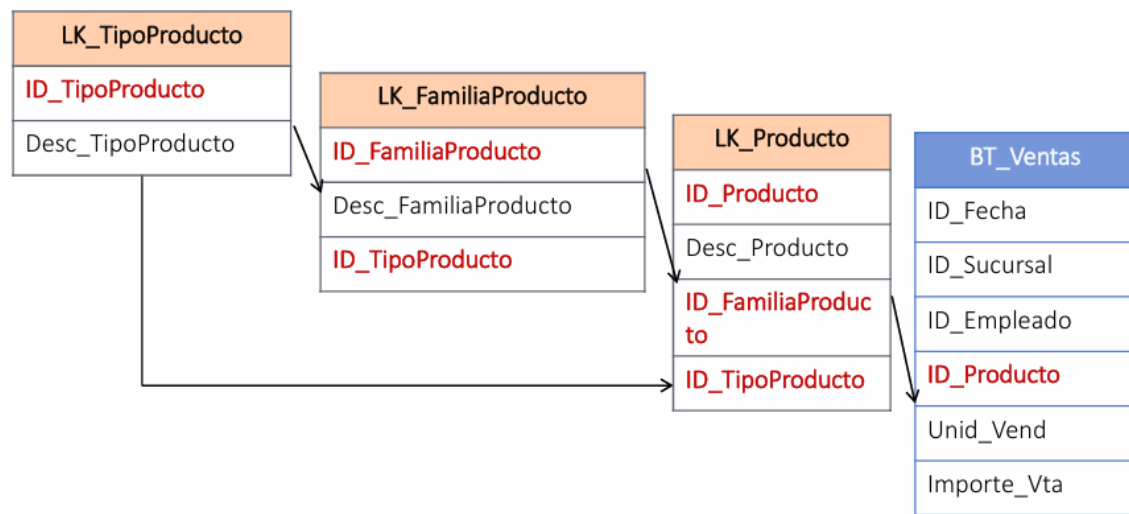 LK_TipoProducto
ID_TipoProducto
Desc_TipoProducto
LK_FamiliaProducto
ID_FamiliaProducto
Desc_FamiliaProducto
ID_TipoProducto
LK_Producto
ID_Producto
Desc_Producto
ID_FamiliaProduc
to
ID_TipoProducto
BT_Ventas
ID_Fecha
ID_Sucursal
ID_Empleado
ID_Producto
Unid_Vend
Importe_Vta